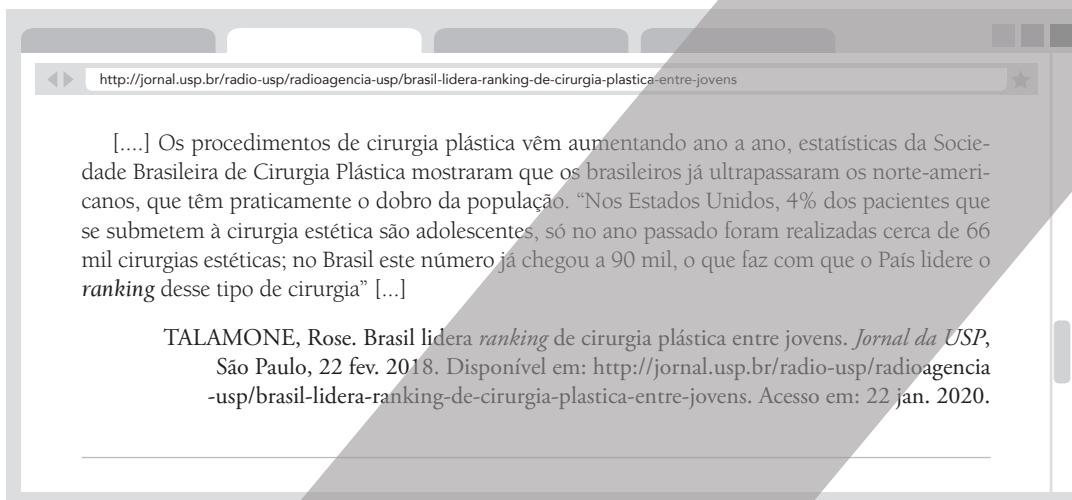 http://jornal.usp.br/radio-usp/radioagencia-usp/brasil-lidera-ranking-de-cirurgia-plastica-entre-jovens
[....] Os procedimentos de cirurgia plástica vêm aumentando ano a ano, estatísticas da Socie-
dade Brasileira de Cirurgia Plástica mostraram que os brasileiros já ultrapassaram os norte-ameri-
canos, que têm praticamente o dobro da população. “Nos Estados Unidos, 4% dos pacientes que
se submetem à cirurgia estética são adolescentes, só no ano passado foram realizadas cerca de 66
mil cirurgias estéticas; no Brasil este número já chegou a 90 mil, o que faz com que o País lidere o
ranking desse tipo de cirurgia” [...]
TALAMONE, Rose. Brasil lidera ranking de cirurgia plástica entre jovens. Jornal da USP,
São Paulo, 22 fev. 2018. Disponível em: http://jornal.usp.br/radio-usp/radioagencia
-usp/brasil-lidera-ranking-de-cirurgia-plastica-entre-jovens. Acesso em: 22 jan. 2020.